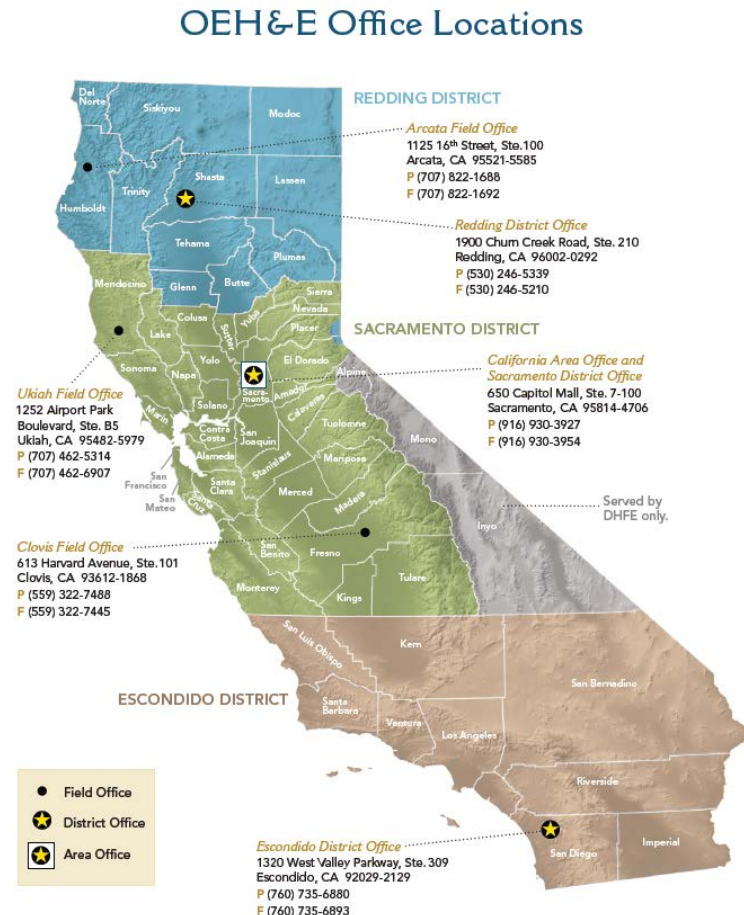 OEH&E Office Locations
REDDING DISTRICT
Arcata Field Office
1125 16th Street, Ste.100
Arcata, CA 95521-5585
P (707) 822-1688
F (707) 822-1692
Redding District Office
1900 Churn Creek Road, Ste. 210
Redding, CA 96002-0292
P (530) 246-5339
F (530) 246-5210
SACRAMENTO DISTRICT
California Area Office and
Sacramento District Office
650 Capitol Mall, Ste. 7-100
Sacramento, CA 95814-4706
P (916) 930-3927
F (916) 930-3954
Ukiah Field Office
1252 Airport Park
Boulevard, Ste. B5
Ukiah, CA 95482-5979
P (707) 462-5314
F (707) 462-6907
Served by
DHFE only.
Clovis Field Office
613 Harvard Avenue, Ste.101
Clovis, CA 93612-1868
P (559) 322-7488
F (559) 322-7445
ESCONDIDO DISTRICT
Escondido District Office
1320 West Valley Parkway, Ste. 309
Escondido, CA 92029-2129
P (760) 735-6880
F (760) 735-6893
Field Office
District Office
Area Office
Del
Norte
Siskiyou
Modoc
Trinity
Shasta
Lassen
Humboldt
Tehama
Plumas
Glenn
Butte
Mendocino
Sierra
Colusa
Yuba
Nevada
Lake
Sutter
Placer
Yolo
El Dorado
Sonoma
Napa
Alpine
Sacra-
mento
Amador
Solano
Calaveras
Marin
Tuolomne
Contra
Costa
San
Joaquin
Mono
Alameda
Stanislaus
Mariposa
San
Francisco
San
Mateo
Santa
Clara
Santa
Cruz
Merced
Madera
Inyo
San
Benito
Fresno
Tulare
Monterey
Kings
San Luis Obispo
Kern
San Bernadino
Santa
Barbara
Ventura
Los Angeles
Riverside
San Diego
Imperial